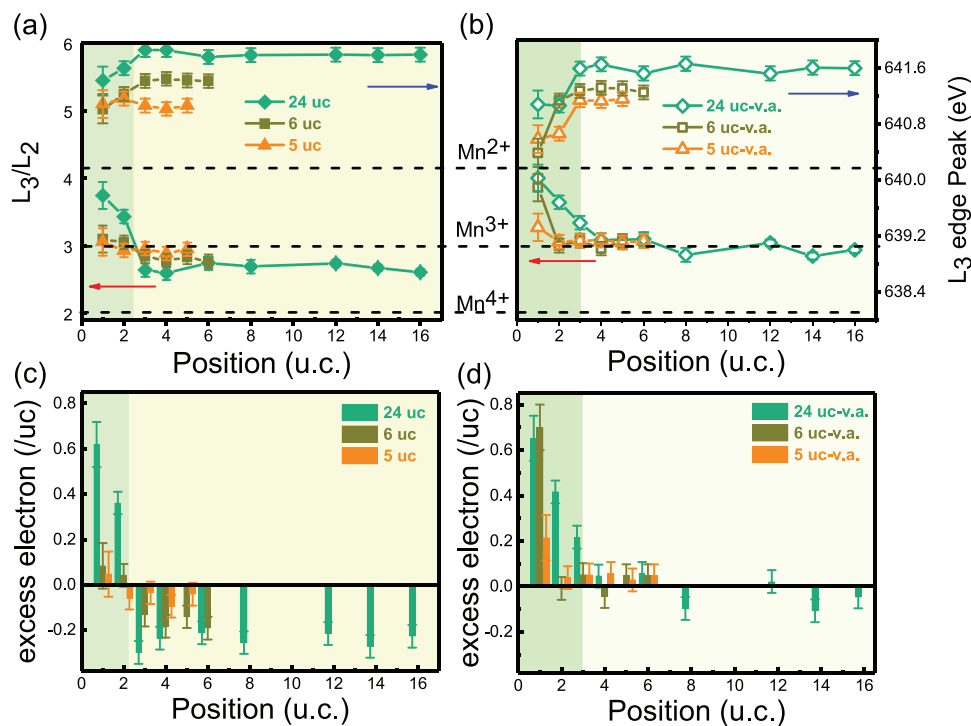 (a)
(b)
6
5
4
3
2
L3/L2
24 uc
6 uc
5 uc
0 2 4 6 8 10 12 14 16
Position (u.c.)
Mn2+
Mn3+
Mn4+
24 uc-v.a.
6 uc-v.a.
5 uc-v.a.
641.6
640.8
640.0
639.2
638.4
L3 edge Peak (eV)
0 2 4 6 8 10 12 14 16
Position (u.c.)
(c)
(d)
0.8
0.6
0.4
0.2
0.0
-0.2
excess electron (/uc)
24 uc
6 uc
5 uc
0 2 4 6 8 10 12 14 16
Position (u.c.)
0.8
0.6
0.4
0.2
0.0
-0.2
excess electron (/uc)
24 uc-v.a.
6 uc-v.a.
5 uc-v.a.
0 2 4 6 8 10 12 14 16
Position (u.c.)